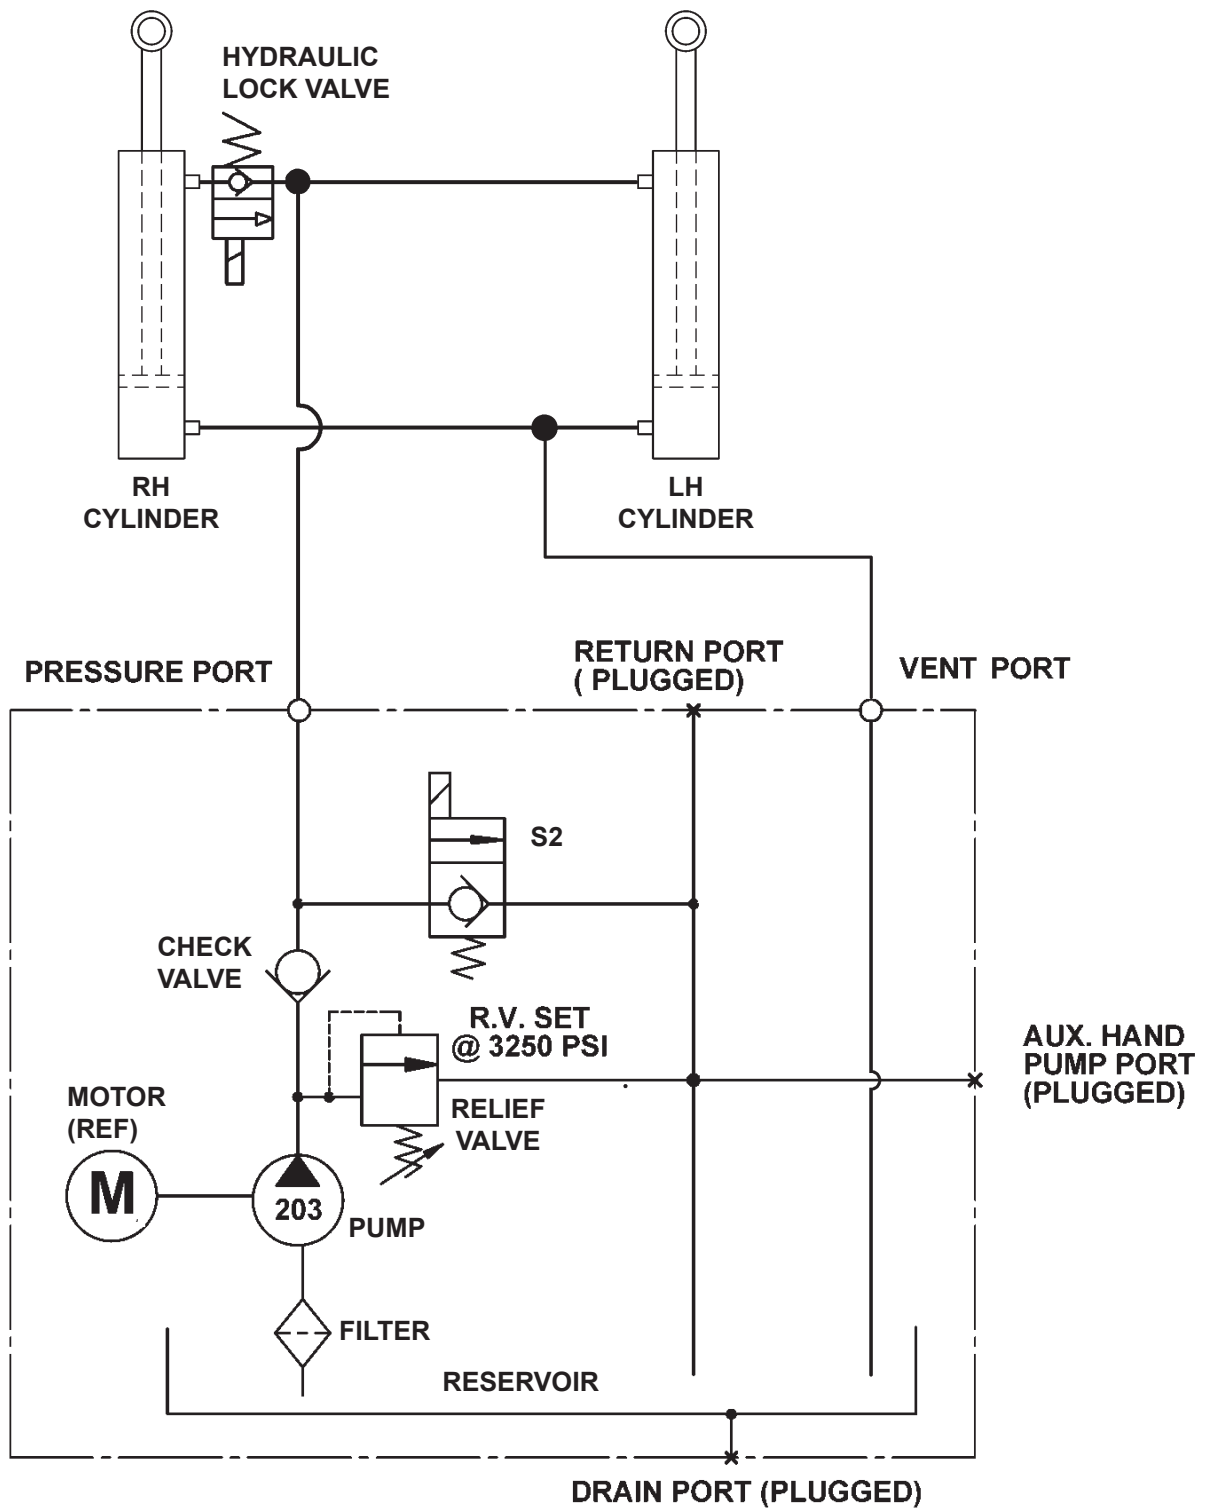 HYDRAULIC
LOCK VALVE
RH
CYLINDER
LH
CYLINDER
PRESSURE PORT
RETURN PORT
( PLUGGED)
VENT PORT
S2
CHECK
VALVE
R.V. SET
@ 3250 PSI
AUX. HAND
PUMP PORT
(PLUGGED)
MOTOR
(REF)
RELIEF
VALVE
M
203
PUMP
FILTER
RESERVOIR
DRAIN PORT (PLUGGED)